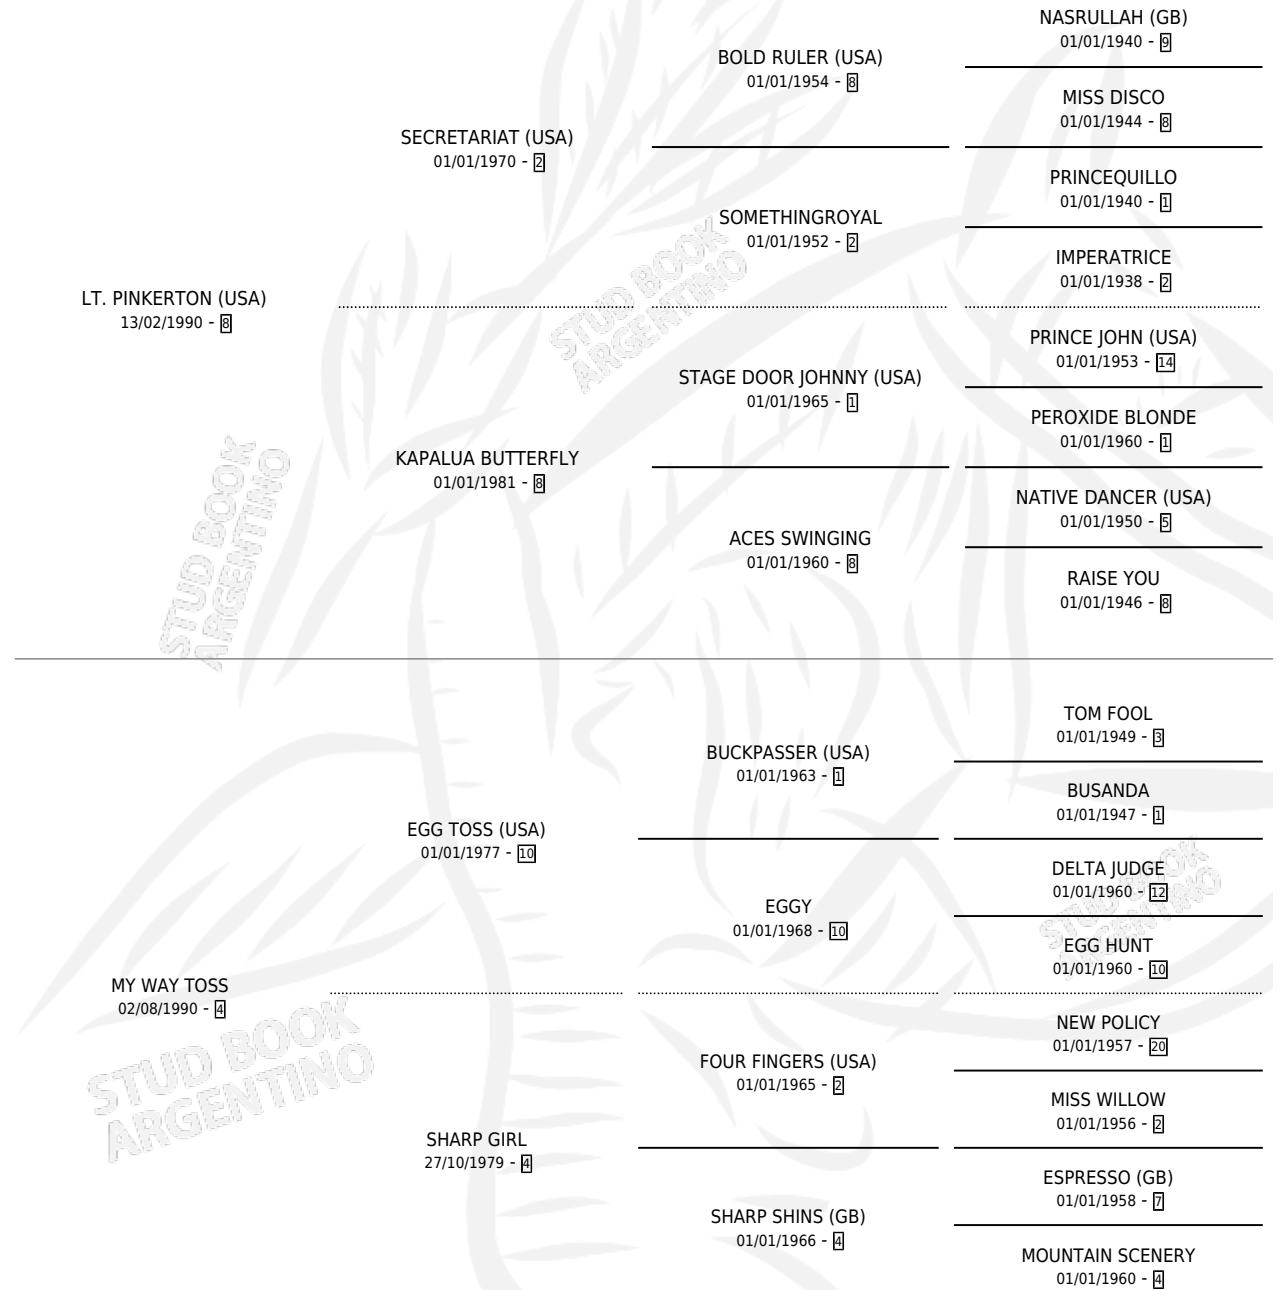 NASRULLAH (GB)
01/01/1940 - 9
BOLD RULER (USA)
01/01/1954 - 8
MISS DISCO
01/01/1944 - 8
SECRETARIAT (USA)
01/01/1970 - 2
PRINCEQUILLO
01/01/1940 - 1
SOMETHINGROYAL
01/01/1952 - 2
IMPERATRICE
01/01/1938 - 2
LT. PINKERTON (USA)
13/02/1990 - 8
PRINCE JOHN (USA)
01/01/1953 - 14
STAGE DOOR JOHNNY (USA)
01/01/1965 - 1
PEROXIDE BLONDE
01/01/1960 - 1
KAPALUA BUTTERFLY
01/01/1981 - 8
NATIVE DANCER (USA)
01/01/1950 - 5
ACES SWINGING
01/01/1960 - 8
RAISE YOU
01/01/1946 - 8
TOM FOOL
01/01/1949 - 3
BUCKPASSER (USA)
01/01/1963 - 1
BUSANDA
01/01/1947 - 1
EGG TOSS (USA)
01/01/1977 - 10
DELTA JUDGE
01/01/1960 - 12
EGGY
01/01/1968 - 10
EGG HUNT
01/01/1960 - 10
MY WAY TOSS
02/08/1990 - 4
NEW POLICY
01/01/1957 - 20
FOUR FINGERS (USA)
01/01/1965 - 2
MISS WILLOW
01/01/1956 - 2
SHARP GIRL
27/10/1979 - 4
ESPRESSO (GB)
01/01/1958 - 7
SHARP SHINS (GB)
01/01/1966 - 4
MOUNTAIN SCENERY
01/01/1960 - 4
STUD BOOK
ARGENTINO
STUD BOOK
ARGENTINO
STUD BOOK
ARGENTINO
STUD BOOK
ARGENTINO